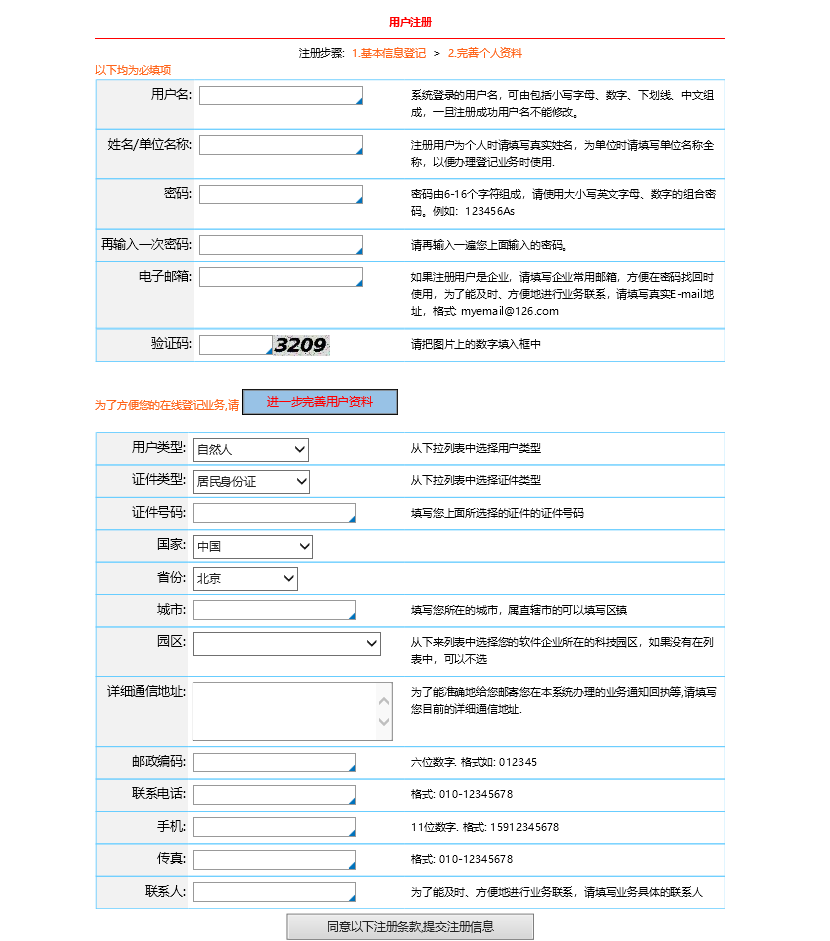 用户注册
注册步骤: 1.基本信息登记 > 2.完善个人资料
以下均为必填项
用户名: 系统登录的用户名，可由包括小写字母、数字、下划线、中文组
成，一旦注册成功用户名不能修改。
姓名/单位名称: 注册用户为个人时请填写真实姓名，为单位时请填写单位名称全
称，以便办理登记业务时使用.
密码: 密码由6-16个字符组成，请使用大小写英文字母、数字的组合密
码。例如：123456As
再输入一次密码: 请再输入一遍您上面输入的密码。
电子邮箱: 如果注册用户是企业，请填写企业常用邮箱，方便在密码找回时
使用，为了能及时、方便地进行业务联系，请填写真实E-mail地
址，格式: myemail@126.com
验证码: 3209 请把图片上的数字填入框中
为了方便您的在线登记业务,请 进一步完善用户资料
用户类型: 自然人 从下拉列表中选择用户类型
证件类型: 居民身份证 从下拉列表中选择证件类型
证件号码: 填写您上面所选择的证件的证件号码
国家: 中国
省份: 北京
城市: 填写您所在的城市，属直辖市的可以填写区镇
园区: 从下来列表中选择您的软件企业所在的科技园区，如果没有在列
表中，可以不选
详细通信地址: 为了能准确地给您邮寄您在本系统办理的业务通知回执等,请填写
您目前的详细通信地址.
邮政编码: 六位数字. 格式如: 012345
联系电话: 格式: 010-12345678
手机: 11位数字. 格式: 15912345678
传真: 格式: 010-12345678
联系人: 为了能及时、方便地进行业务联系，请填写业务具体的联系人
同意以下注册条款,提交注册信息